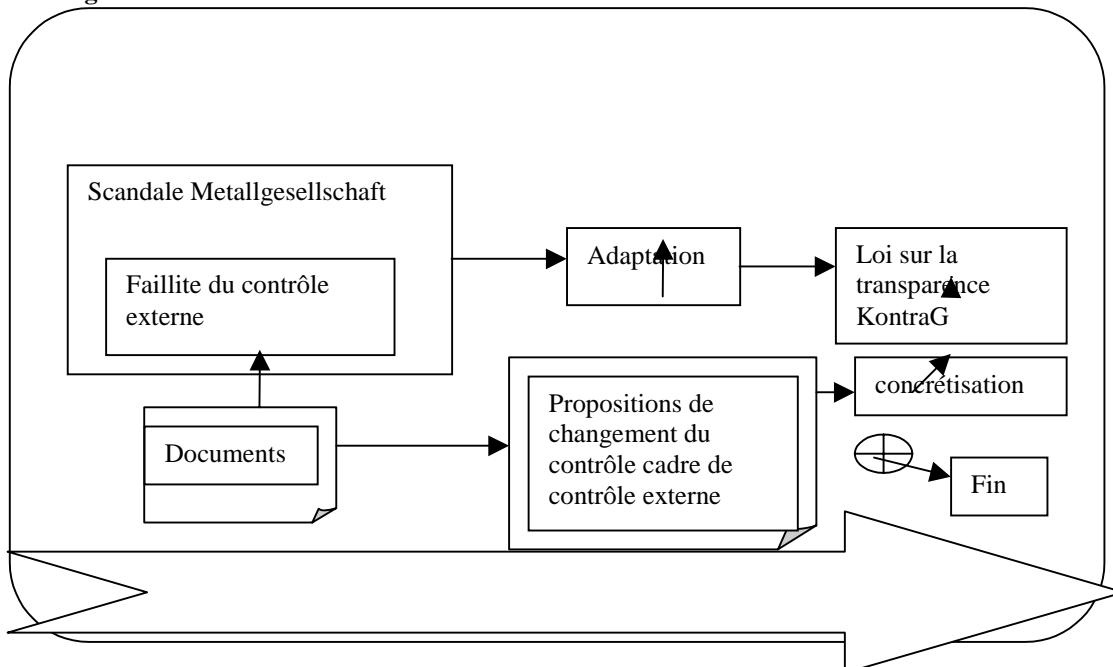 Scandale Metallgesellschaft
Faillite du contrôle
externe
Adaptation
Loi sur la
transparence
KontraG
Documents
Propositions de
changement du
contrôle cadre de
contrôle externe
concrétisation
Fin